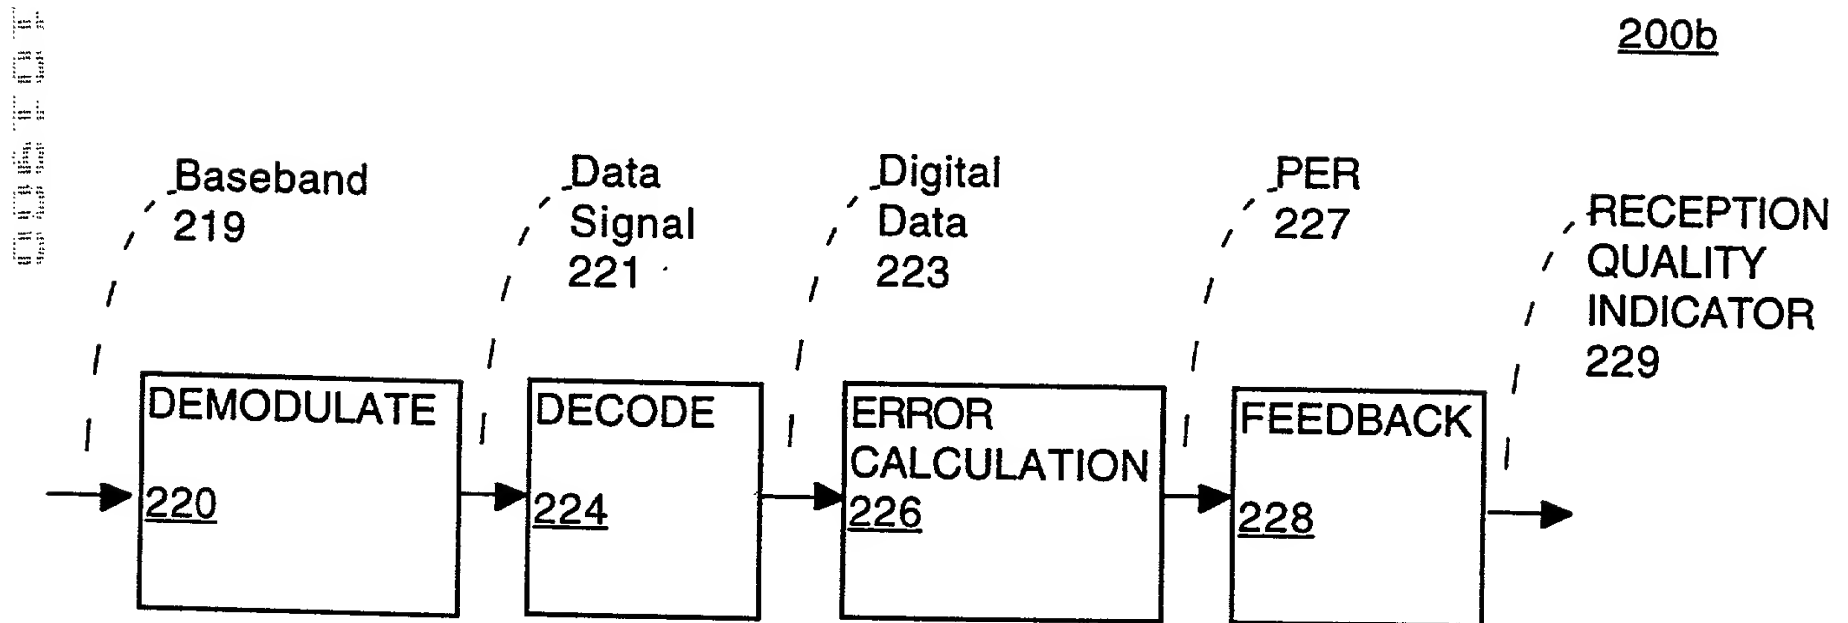 200b
Baseband
219
Data
Signal
221
Digital
Data
223
PER
227
RECEPTION
QUALITY
INDICATOR
229
DEMODULATE
220
DECODE
224
ERROR
CALCULATION
226
FEEDBACK
228